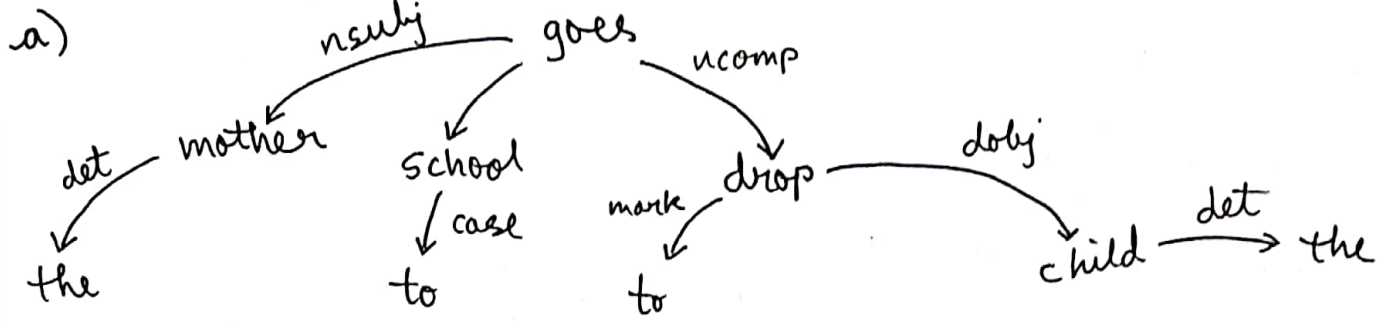 a)
nsubj goes ucomp
det mother school drop dobj
case mark
the to to child det the